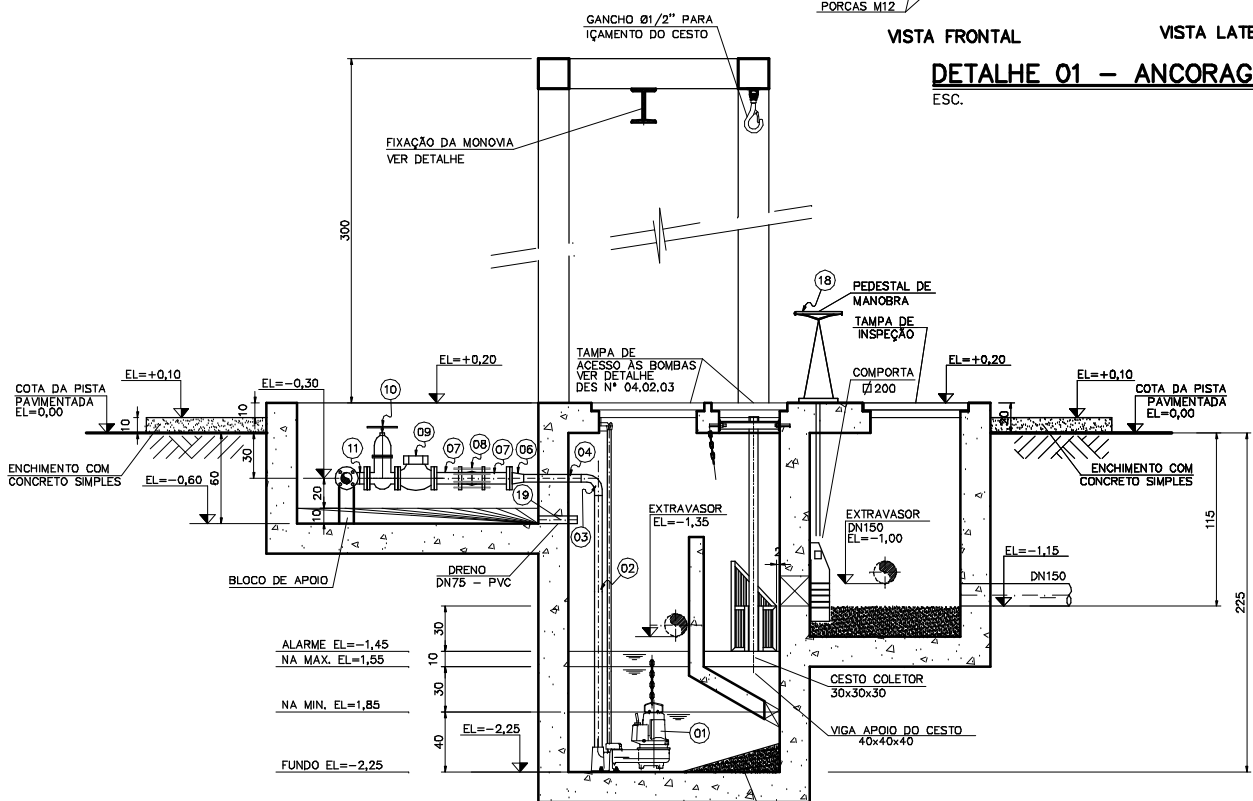 PORCAS M12
GANCHO Ø1/2" PARA
IÇAMENTO DO CESTO
VISTA FRONTAL
VISTA LATE
DETALHE 01 – ANCORAG
ESC.
FIXAÇÃO DA MONOVIA
VER DETALHE
300
18
PEDESTAL DE
MANOBRA
TAMPA DE
INSPEÇÃO
TAMPA DE
ACESSO ÀS BOMBAS
VER DETALHE
DES N° 04.02.03
COMPORTA
□ 200
EL=+0,20
EL=+0,20
EL=+0,10
EL=+0,10
COTA DA PISTA
PAVIMENTADA
EL=0,00
COTA DA PISTA
PAVIMENTADA
EL=0,00
EL=-0,30
10
10
10
20
30
60
09
11
07
08
07
06
04
ENCHIMENTO COM
CONCRETO SIMPLES
ENCHIMENTO COM
CONCRETO SIMPLES
EL=-0,60
20
10
19
03
EXTRAVASOR
EL=-1,35
EXTRAVASOR
DN150
EL=-1,00
115
EL=-1,15
DN150
2
BLOCO DE APOIO
DRENO
DN75 – PVC
02
225
30
ALARME EL=-1,45
10
NA MAX. EL=1,55
30
NA MIN. EL=1,85
40
CESTO COLETOR
30x30x30
VIGA APOIO DO CESTO
40x40x40
01
EL=-2,25
FUNDO EL=-2,25